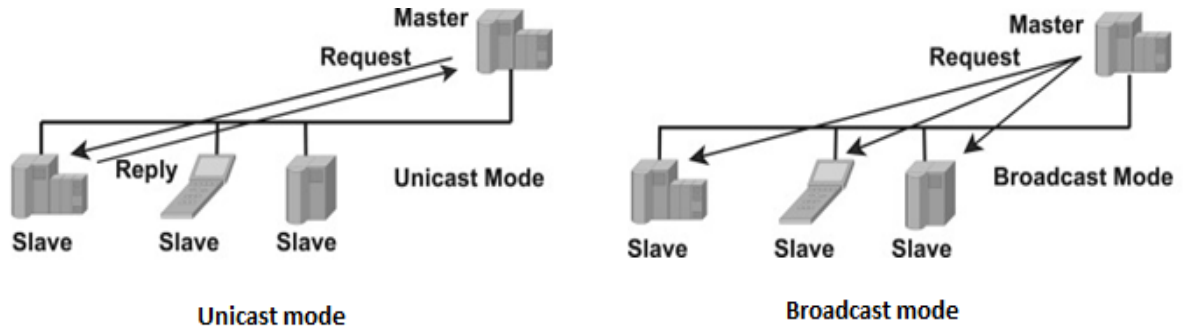 Master
Request
Reply
Unicast Mode
Slave
Slave
Slave
Unicast mode
Master
Request
Broadcast Mode
Slave
Slave
Slave
Broadcast mode